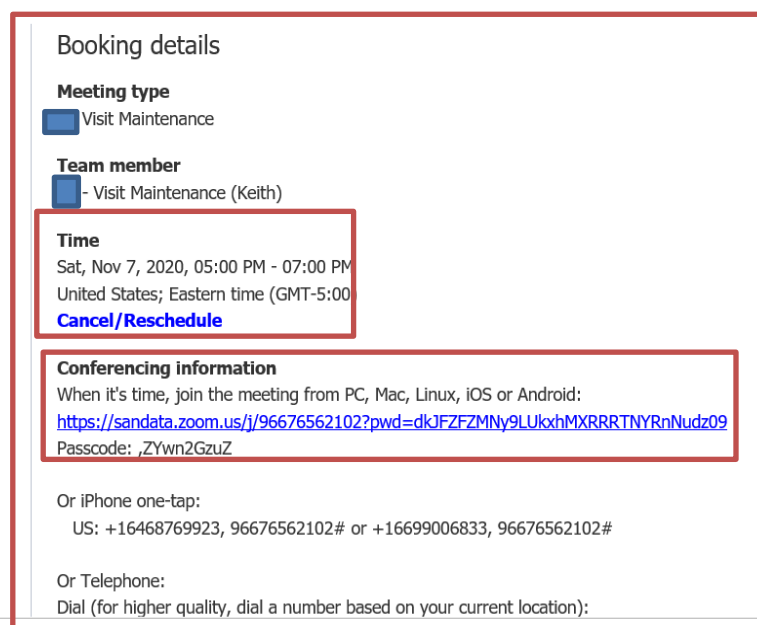 Booking details
Meeting type
Visit Maintenance
Team member
- Visit Maintenance (Keith)
Time
Sat, Nov 7, 2020, 05:00 PM - 07:00 PM
United States; Eastern time (GMT-5:00)
Cancel/Reschedule
Conferencing information
When it's time, join the meeting from PC, Mac, Linux, iOS or Android:
https://sandata.zoom.us/j/96676562102?pwd=dkJFZFZMNy9LUkxhMXRRRTNYRnNudz09
Passcode: ,ZYwn2GzuZ
Or iPhone one-tap:
US: +16468769923, 96676562102# or +16699006833, 96676562102#
Or Telephone:
Dial (for higher quality, dial a number based on your current location):